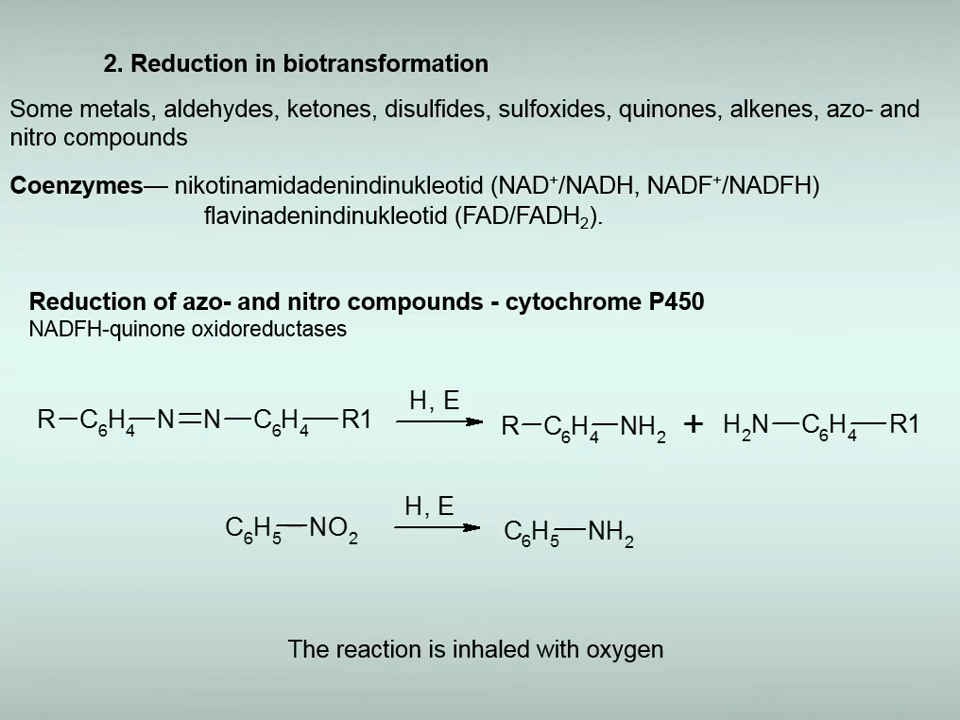 2. Reduction in biotransformation
Some metals, aldehydes, ketones, disulfides, sulfoxides, quinones, alkenes, azo- and
nitro compounds
Coenzymes— nikotinamidadenindinukleotid (NAD⁺/NADH, NADF⁺/NADFH)
flavinadenindinukleotid (FAD/FADH₂).
Reduction of azo- and nitro compounds - cytochrome P450
NADFH-quinone oxidoreductases
H, E
R—C₆H₄—N=N—C₆H₄—R1 → R—C₆H₄—NH₂ + H₂N—C₆H₄—R1
H, E
C₆H₅—NO₂ → C₆H₅—NH₂
The reaction is inhaled with oxygen